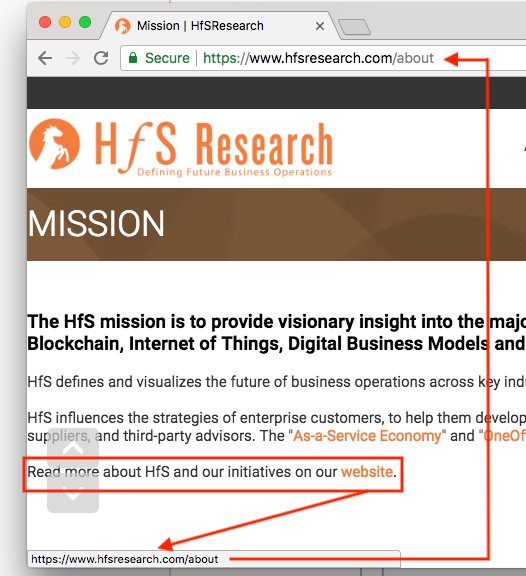 Mission | HfSResearch
Secure | https://www.hfsresearch.com/about
HfS Research
Defining Future Business Operations
MISSION
The HfS mission is to provide visionary insight into the majo
Blockchain, Internet of Things, Digital Business Models and
HfS defines and visualizes the future of business operations across key indu
HfS influences the strategies of enterprise customers, to help them develop
suppliers, and third-party advisors. The "As-a-Service Economy" and "OneOf
Read more about HfS and our initiatives on our website.
https://www.hfsresearch.com/about